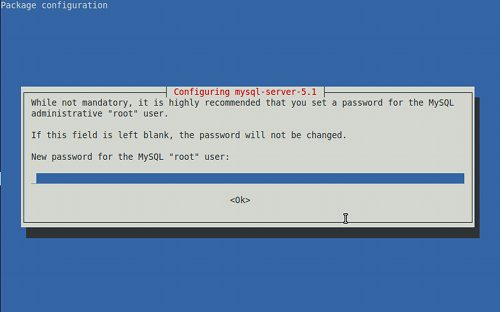 Package configuration
Configuring mysql-server-5.1
While not mandatory, it is highly recommended that you set a password for the MySQL
administrative "root" user.
If this field is left blank, the password will not be changed.
New password for the MySQL "root" user:
<Ok>